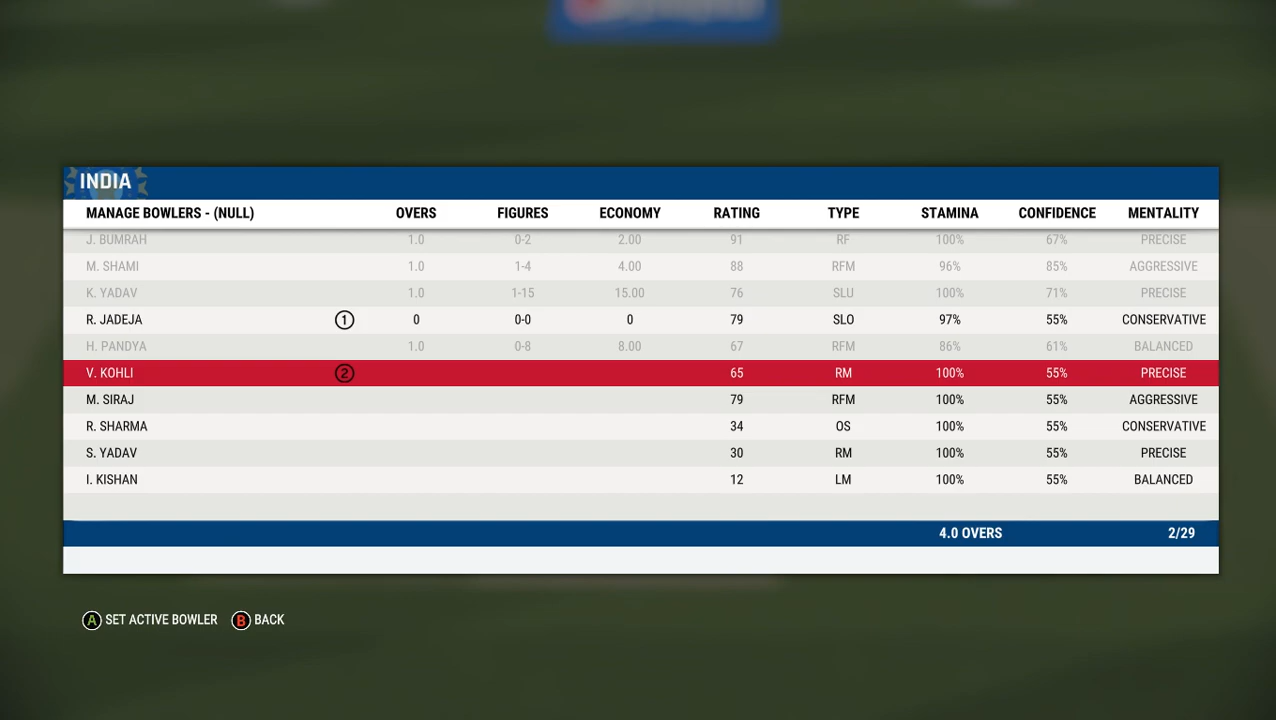 INDIA
MANAGE BOWLERS - (NULL) OVERS FIGURES ECONOMY RATING TYPE STAMINA CONFIDENCE MENTALITY
J. BUMRAH 1.0 0-2 2.00 91 RF 100% 67% PRECISE
M. SHAMI 1.0 1-4 4.00 88 RFM 96% 85% AGGRESSIVE
K. YADAV 1.0 1-15 15.00 76 SLU 100% 71% PRECISE
R. JADEJA 1 0 0-0 0 79 SLO 97% 55% CONSERVATIVE
H. PANDYA 1.0 0-8 8.00 67 RFM 86% 61% BALANCED
V. KOHLI 2 65 RM 100% 55% PRECISE
M. SIRAJ 79 RFM 100% 55% AGGRESSIVE
R. SHARMA 34 OS 100% 55% CONSERVATIVE
S. YADAV 30 RM 100% 55% PRECISE
I. KISHAN 12 LM 100% 55% BALANCED
4.0 OVERS 2/29
A SET ACTIVE BOWLER B BACK